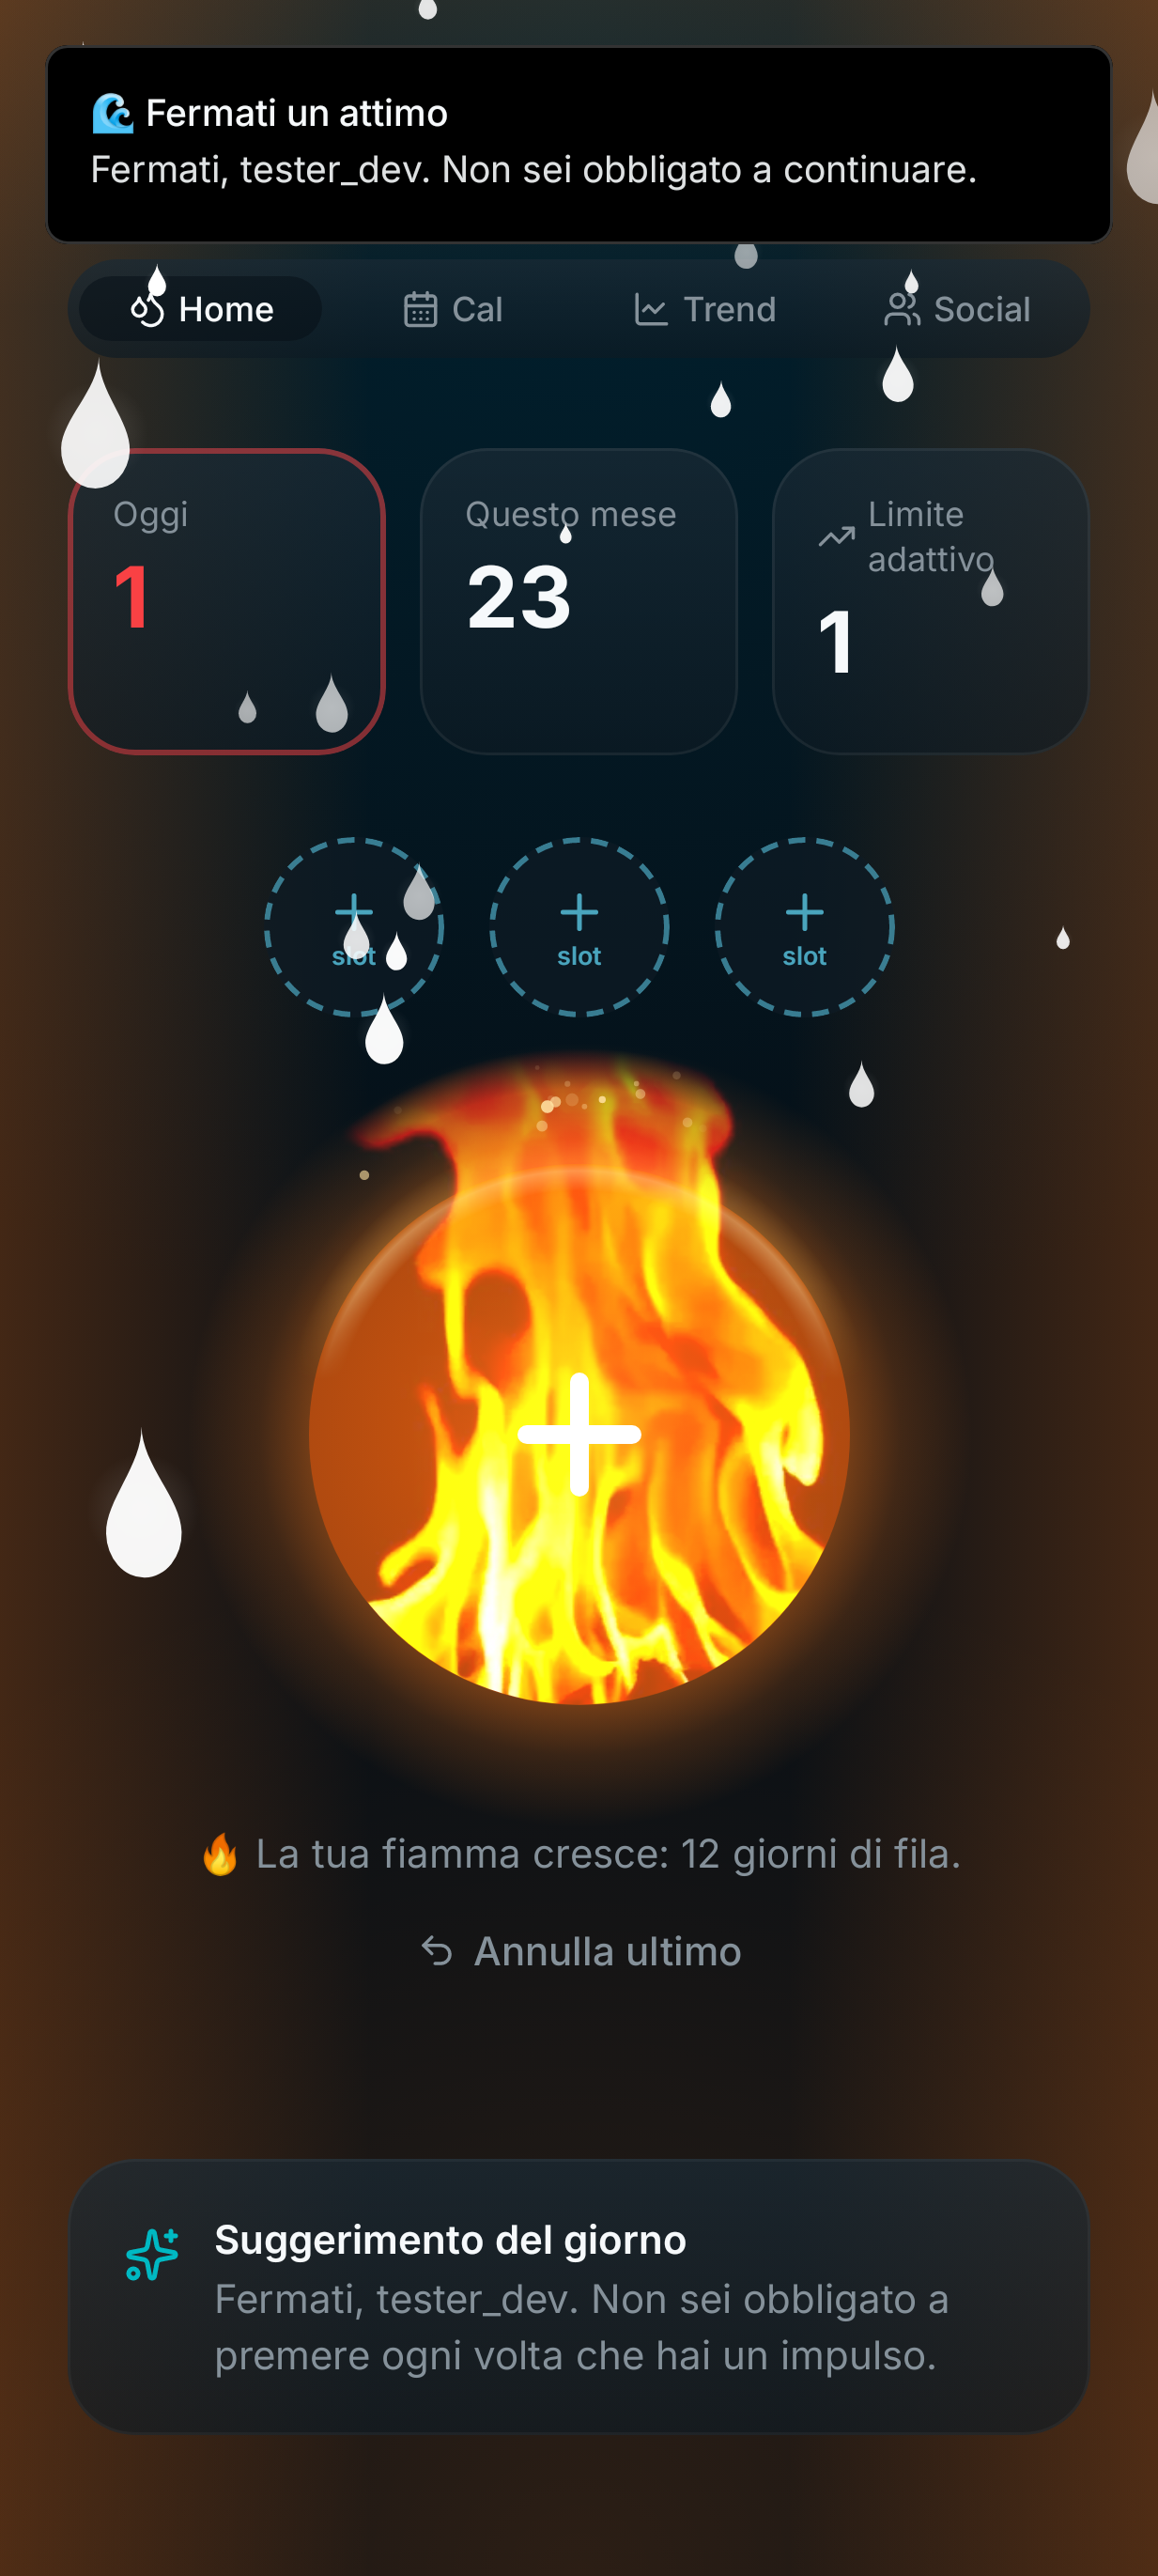 🌊 Fermati un attimo
Fermati, tester_dev. Non sei obbligato a continuare.
Home Cal Trend Social
Oggi
1
Questo mese
23
Limite
adattivo
1
slot slot slot
🔥 La tua fiamma cresce: 12 giorni di fila.
Annulla ultimo
Suggerimento del giorno
Fermati, tester_dev. Non sei obbligato a
premere ogni volta che hai un impulso.